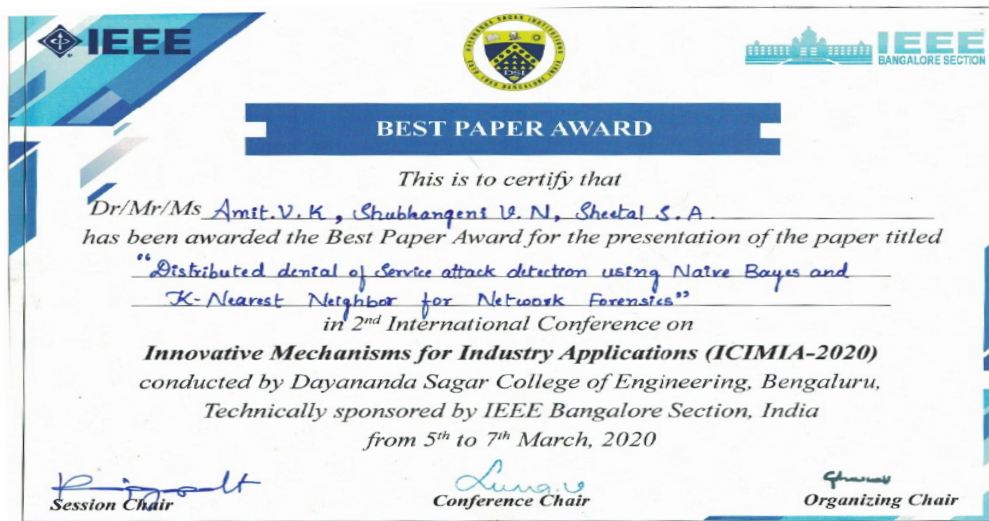 IEEE
DSI
IEEE
BANGALORE SECTION
BEST PAPER AWARD
This is to certify that
Dr/Mr/Ms Amit.V.K, Shubhangeni V.N, Sheetal S.A.
has been awarded the Best Paper Award for the presentation of the paper titled
"Distributed denial of Service attack detection using Naive Bayes and
K-Nearest Neighbor for Network Forensics"
in 2nd International Conference on
Innovative Mechanisms for Industry Applications (ICIMIA-2020)
conducted by Dayananda Sagar College of Engineering, Bengaluru,
Technically sponsored by IEEE Bangalore Section, India
from 5th to 7th March, 2020
Session Chair
Conference Chair
Organizing Chair